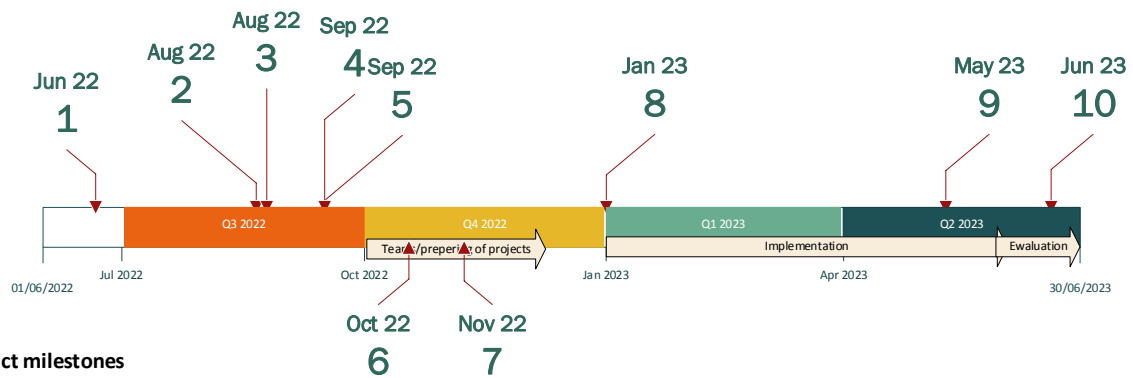 Jun 22
1
Aug 22
2
Aug 22
3
Sep 22
4
Sep 22
5
Jan 23
8
May 23
9
Jun 23
10
Q3 2022
Q4 2022
Q1 2023
Q2 2023
Implementation
Ewaluation
of projects
01/06/2022
Jul 2022
Oct 2022
Jan 2023
Apr 2023
30/06/2023
Oct 22
6
Nov 22
7
ct milestones